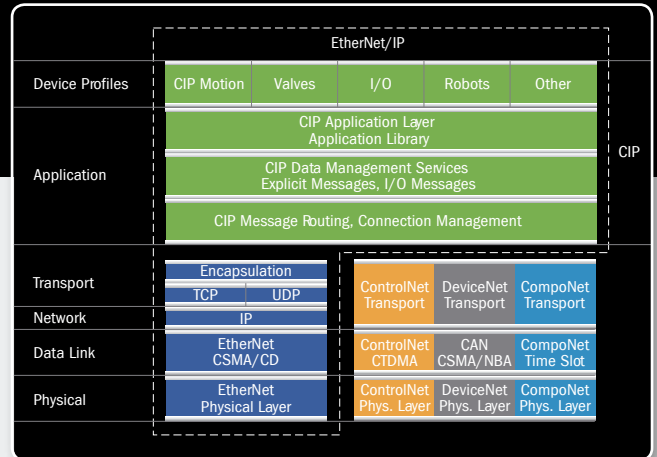 EtherNet/IP
Device Profiles
CIP Motion
Valves
I/O
Robots
Other
CIP
Application
CIP Application Layer
Application Library
CIP Data Management Services
Explicit Messages, I/O Messages
CIP Message Routing, Connection Management
Transport
Encapsulation
TCP
UDP
ControlNet
Transport
DeviceNet
Transport
CompoNet
Transport
Network
IP
Data Link
EtherNet
CSMA/CD
ControlNet
CTDMA
CAN
CSMA/NBA
CompoNet
Time Slot
Physical
EtherNet
Physical Layer
ControlNet
Phys. Layer
DeviceNet
Phys. Layer
CompoNet
Phys. Layer